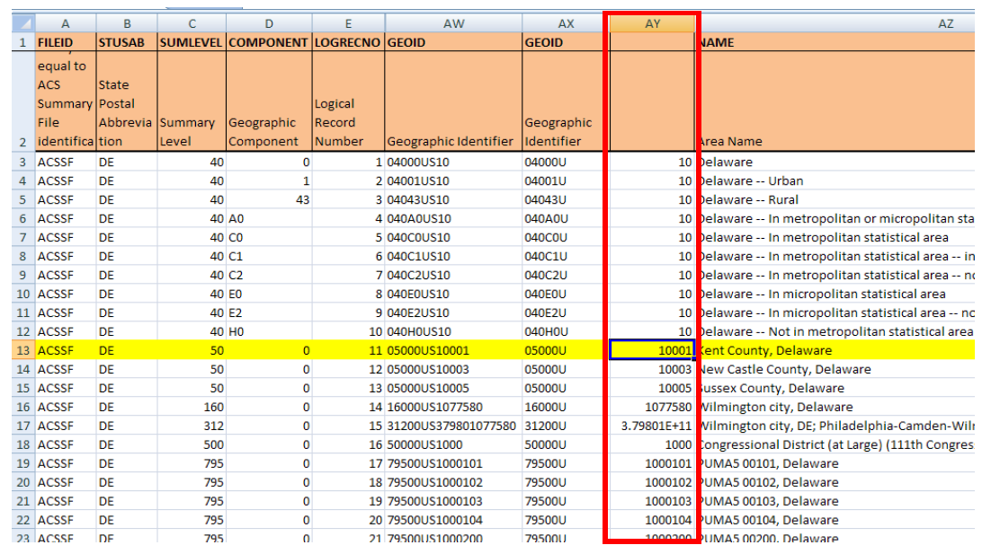 A B C D E AW AX AY AZ
1 FILEID STUSAB SUMLEVEL COMPONENT LOGRECNO GEOID GEOID NAME
equal to
ACS State
Summary Postal Logical
File Abbrevia Summary Geographic Record Geographic
2 identifica tion Level Component Number Geographic Identifier Identifier Area Name
3 ACSSF DE 40 0 1 04000US10 04000U 10 Delaware
4 ACSSF DE 40 1 2 04001US10 04001U 10 Delaware -- Urban
5 ACSSF DE 40 43 3 04043US10 04043U 10 Delaware -- Rural
6 ACSSF DE 40 A0 4 040A0US10 040A0U 10 Delaware -- In metropolitan or micropolitan sta
7 ACSSF DE 40 C0 5 040C0US10 040C0U 10 Delaware -- In metropolitan statistical area
8 ACSSF DE 40 C1 6 040C1US10 040C1U 10 Delaware -- In metropolitan statistical area -- in
9 ACSSF DE 40 C2 7 040C2US10 040C2U 10 Delaware -- In metropolitan statistical area -- no
10 ACSSF DE 40 E0 8 040E0US10 040E0U 10 Delaware -- In micropolitan statistical area
11 ACSSF DE 40 E2 9 040E2US10 040E2U 10 Delaware -- In micropolitan statistical area -- no
12 ACSSF DE 40 H0 10 040H0US10 040H0U 10 Delaware -- Not in metropolitan statistical area
13 ACSSF DE 50 0 11 05000US10001 05000U 10001 Kent County, Delaware
14 ACSSF DE 50 0 12 05000US10003 05000U 10003 New Castle County, Delaware
15 ACSSF DE 50 0 13 05000US10005 05000U 10005 Sussex County, Delaware
16 ACSSF DE 160 0 14 16000US1077580 16000U 1077580 Wilmington city, Delaware
17 ACSSF DE 312 0 15 31200US379801077580 31200U 3.79801E+11 Wilmington city, DE; Philadelphia-Camden-Wilm
18 ACSSF DE 500 0 16 50000US1000 50000U 1000 Congressional District (at Large) (111th Congres
19 ACSSF DE 795 0 17 79500US1000101 79500U 1000101 PUMA5 00101, Delaware
20 ACSSF DE 795 0 18 79500US1000102 79500U 1000102 PUMA5 00102, Delaware
21 ACSSF DE 795 0 19 79500US1000103 79500U 1000103 PUMA5 00103, Delaware
22 ACSSF DE 795 0 20 79500US1000104 79500U 1000104 PUMA5 00104, Delaware
23 ACSSF DE 795 0 21 79500US1000200 79500U 1000200 PUMA5 00200, Delaware